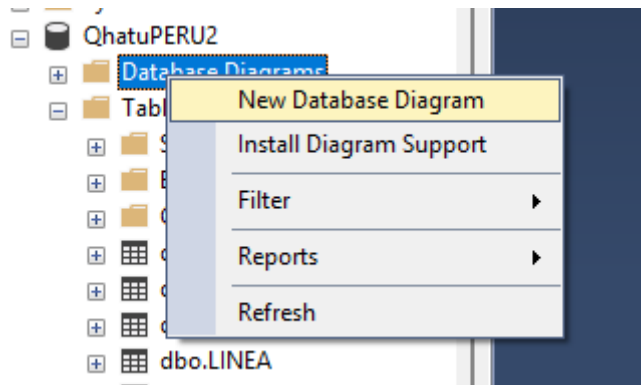 QhatuPERU2
Database Diagrams
New Database Diagram
Install Diagram Support
Filter
Reports
Refresh
dbo.LINEA